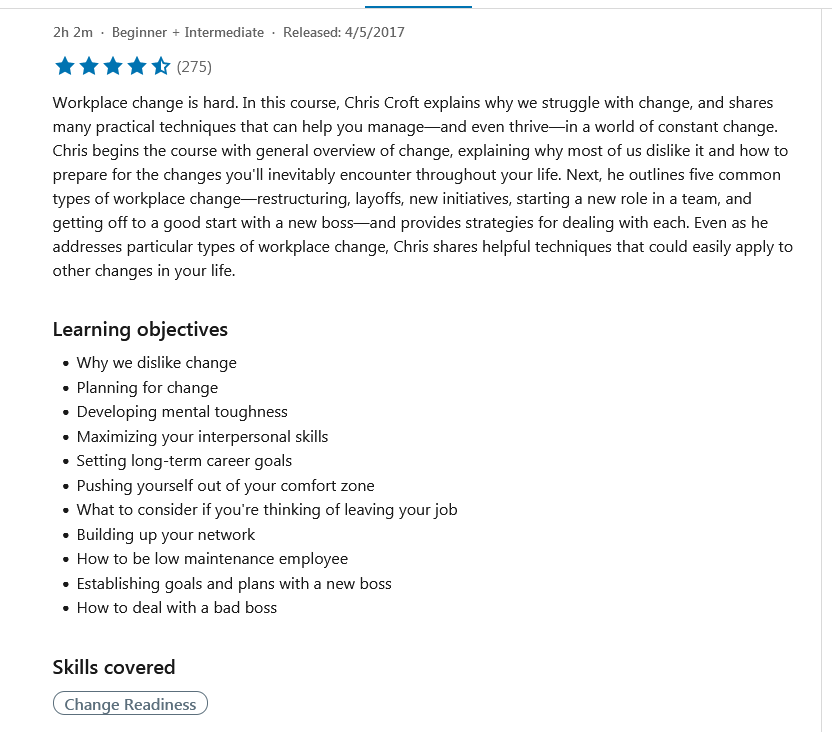 2h 2m · Beginner + Intermediate · Released: 4/5/2017
(275)
Workplace change is hard. In this course, Chris Croft explains why we struggle with change, and shares
many practical techniques that can help you manage—and even thrive—in a world of constant change.
Chris begins the course with general overview of change, explaining why most of us dislike it and how to
prepare for the changes you'll inevitably encounter throughout your life. Next, he outlines five common
types of workplace change—restructuring, layoffs, new initiatives, starting a new role in a team, and
getting off to a good start with a new boss—and provides strategies for dealing with each. Even as he
addresses particular types of workplace change, Chris shares helpful techniques that could easily apply to
other changes in your life.
Learning objectives
• Why we dislike change
• Planning for change
• Developing mental toughness
• Maximizing your interpersonal skills
• Setting long-term career goals
• Pushing yourself out of your comfort zone
• What to consider if you're thinking of leaving your job
• Building up your network
• How to be low maintenance employee
• Establishing goals and plans with a new boss
• How to deal with a bad boss
Skills covered
Change Readiness